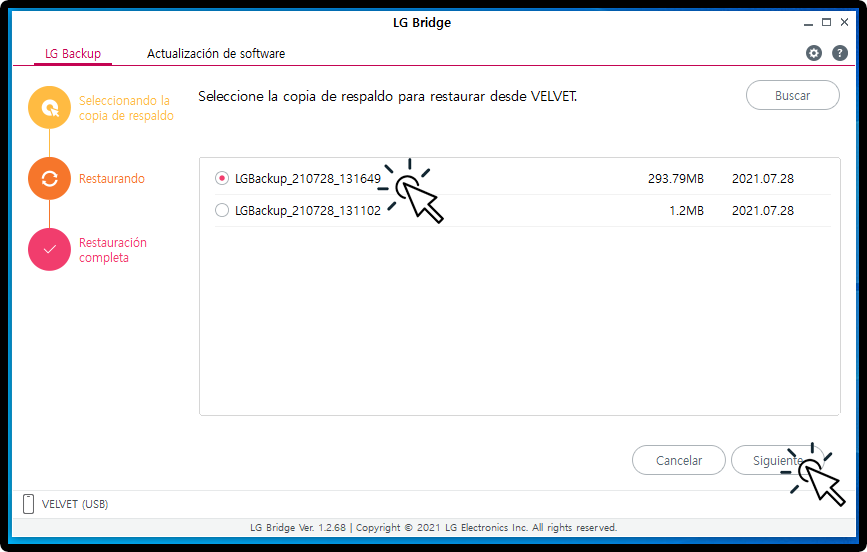 LG Bridge
LG Backup
Actualización de software
Seleccionando la
copia de respaldo
Restaurando
Restauración
completa
Seleccione la copia de respaldo para restaurar desde VELVET.
Buscar
LGBackup_210728_131649 293.79MB 2021.07.28
LGBackup_210728_131102 1.2MB 2021.07.28
Cancelar
Siguiente
VELVET (USB)
LG Bridge Ver. 1.2.68 | Copyright © 2021 LG Electronics Inc. All rights reserved.